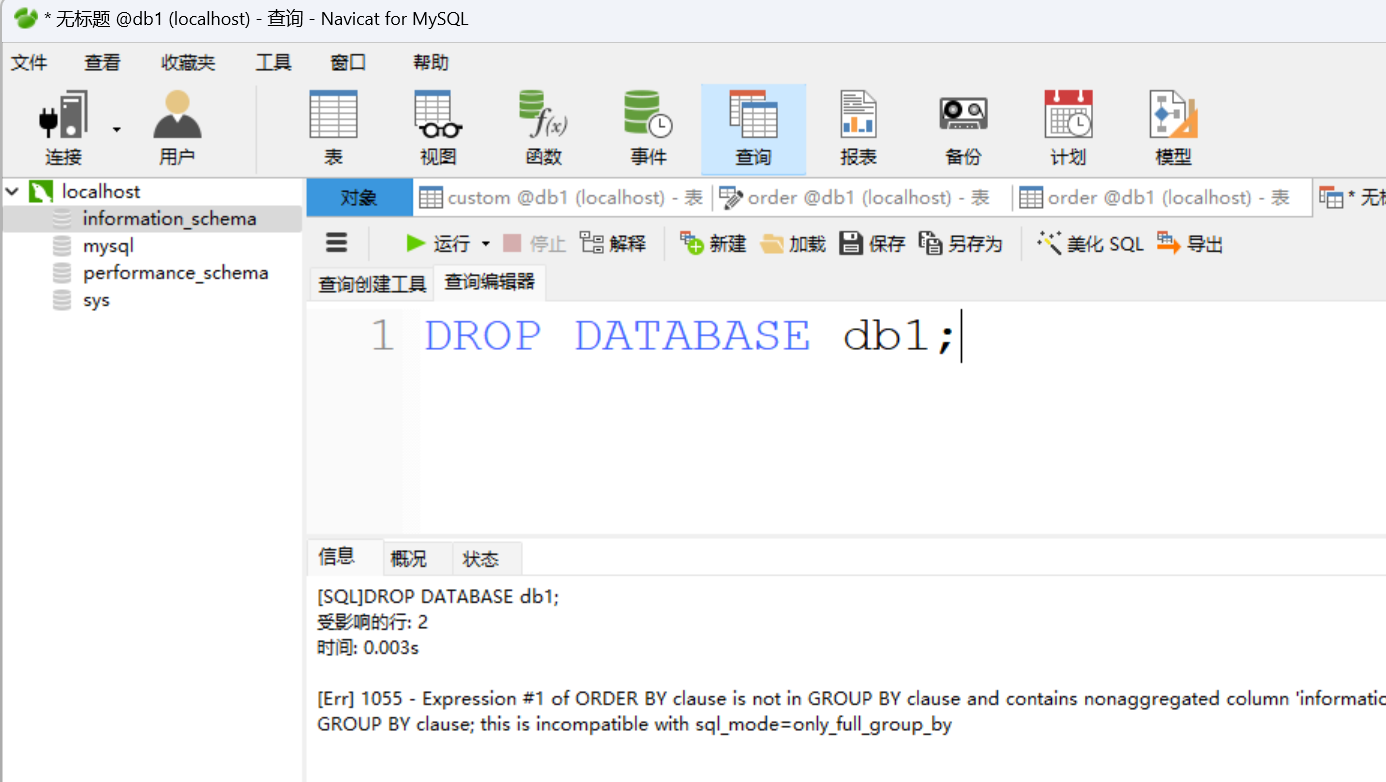 * 无标题 @db1 (localhost) - 查询 - Navicat for MySQL
文件 查看 收藏夹 工具 窗口 帮助
连接 用户 表 视图 f(x) 函数 事件 查询 报表 备份 计划 模型
localhost
information_schema
mysql
performance_schema
sys
对象 custom @db1 (localhost) - 表 order @db1 (localhost) - 表 order @db1 (localhost) - 表 * 无
运行 停止 解释 新建 加载 保存 另存为 美化 SQL 导出
查询创建工具 查询编辑器
1 DROP DATABASE db1;
信息 概况 状态
[SQL]DROP DATABASE db1;
受影响的行: 2
时间: 0.003s
[Err] 1055 - Expression #1 of ORDER BY clause is not in GROUP BY clause and contains nonaggregated column 'informatio
GROUP BY clause; this is incompatible with sql_mode=only_full_group_by